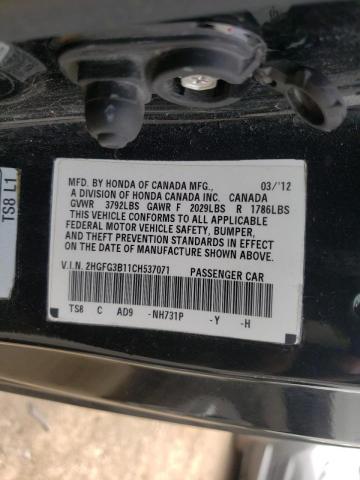 MFD. BY HONDA OF CANADA MFG., 03/'12
A DIVISION OF HONDA CANADA INC. CANADA
GVWR 3792LBS GAWR F 2029LBS R 1786LBS
THIS VEHICLE CONFORMS TO ALL APPLICABLE
FEDERAL MOTOR VEHICLE SAFETY, BUMPER,
AND THEFT PREVENTION STANDARDS IN EFFECT
ON THE DATE OF MANUFACTURE SHOWN ABOVE.
V.I.N. 2HGFG3B11CH537071 PASSENGER CAR
TS8 C AD9 -NH731P -Y -H
TS8 L1